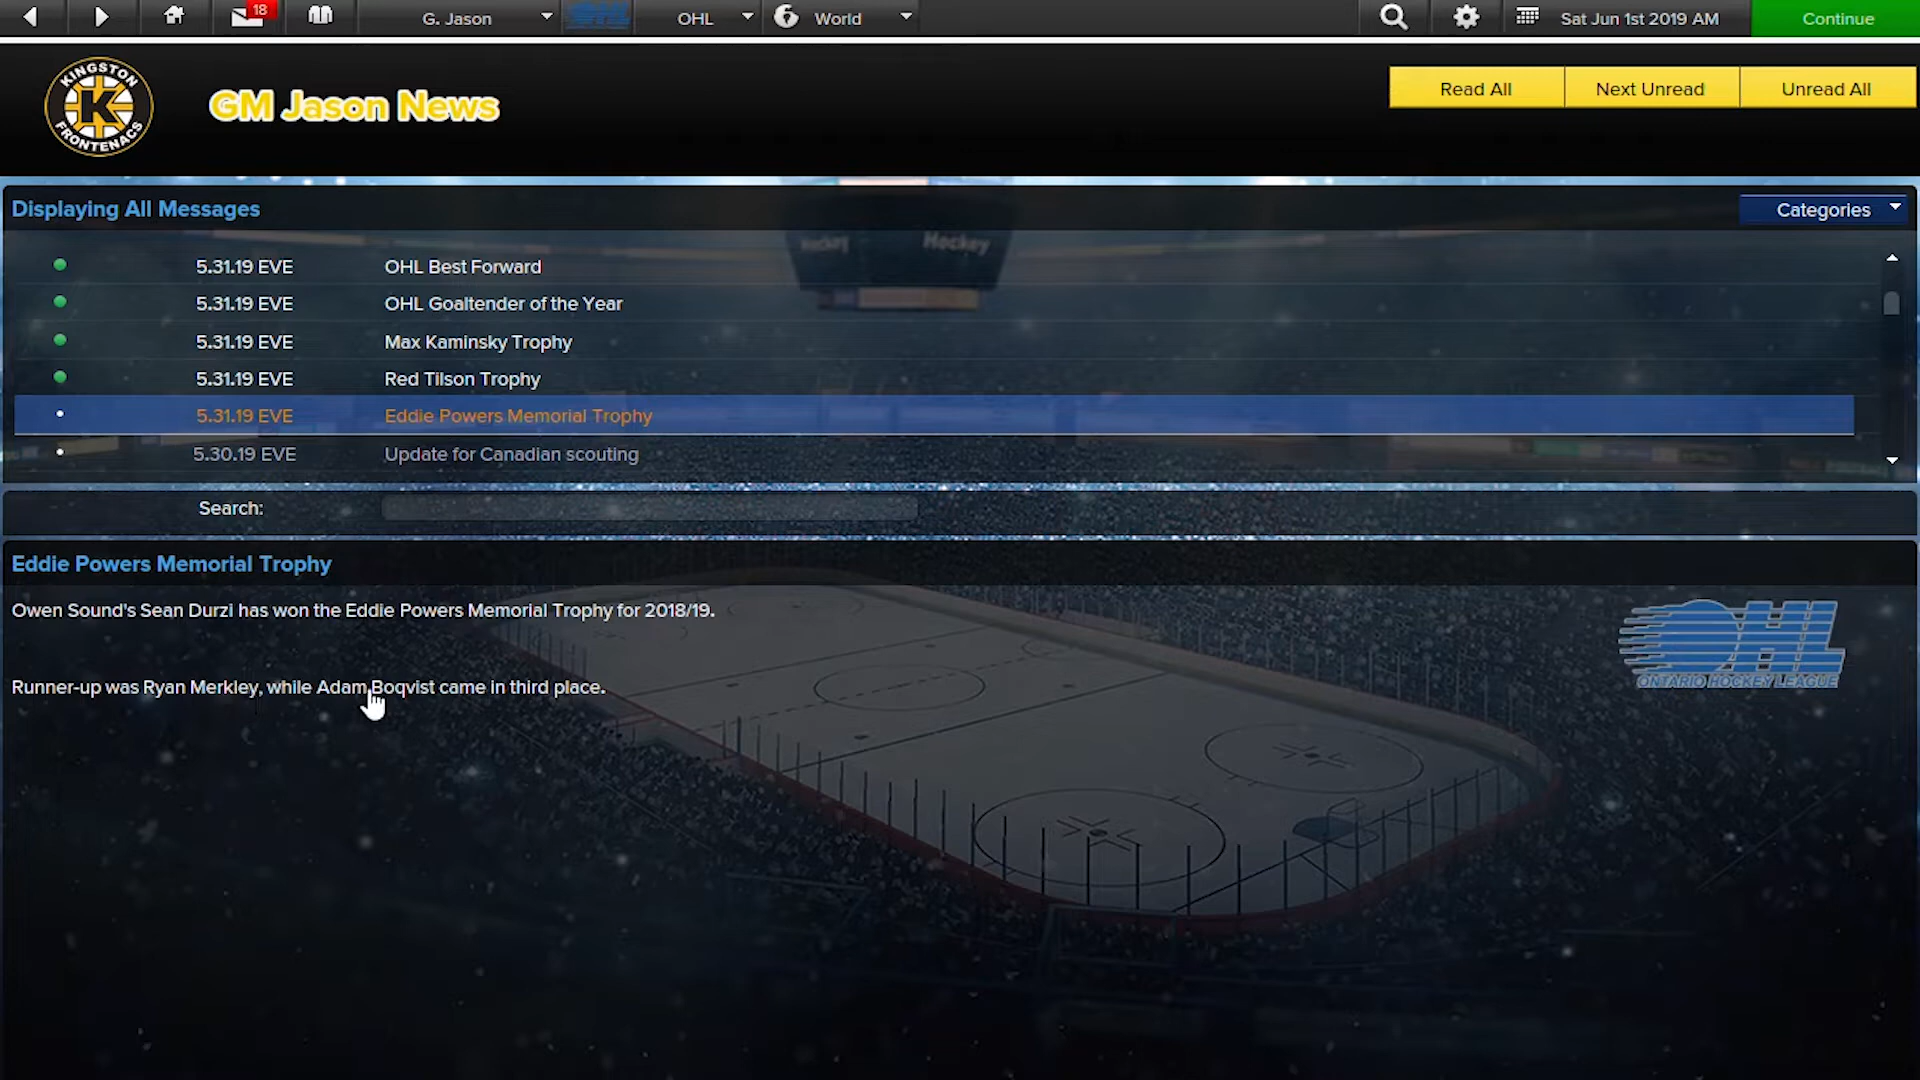 18
G. Jason
OHL
World
Sat Jun 1st 2019 AM
Continue
KINGSTON
K
FRONTENACS
GM Jason News
Read All
Next Unread
Unread All
Displaying All Messages
Categories
Hockey
Hockey
5.31.19 EVE OHL Best Forward
5.31.19 EVE OHL Goaltender of the Year
5.31.19 EVE Max Kaminsky Trophy
5.31.19 EVE Red Tilson Trophy
5.31.19 EVE Eddie Powers Memorial Trophy
5.30.19 EVE Update for Canadian scouting
Search:
Eddie Powers Memorial Trophy
Owen Sound's Sean Durzi has won the Eddie Powers Memorial Trophy for 2018/19.
Runner-up was Ryan Merkley, while Adam Boqvist came in third place.
OHL
ONTARIO HOCKEY LEAGUE